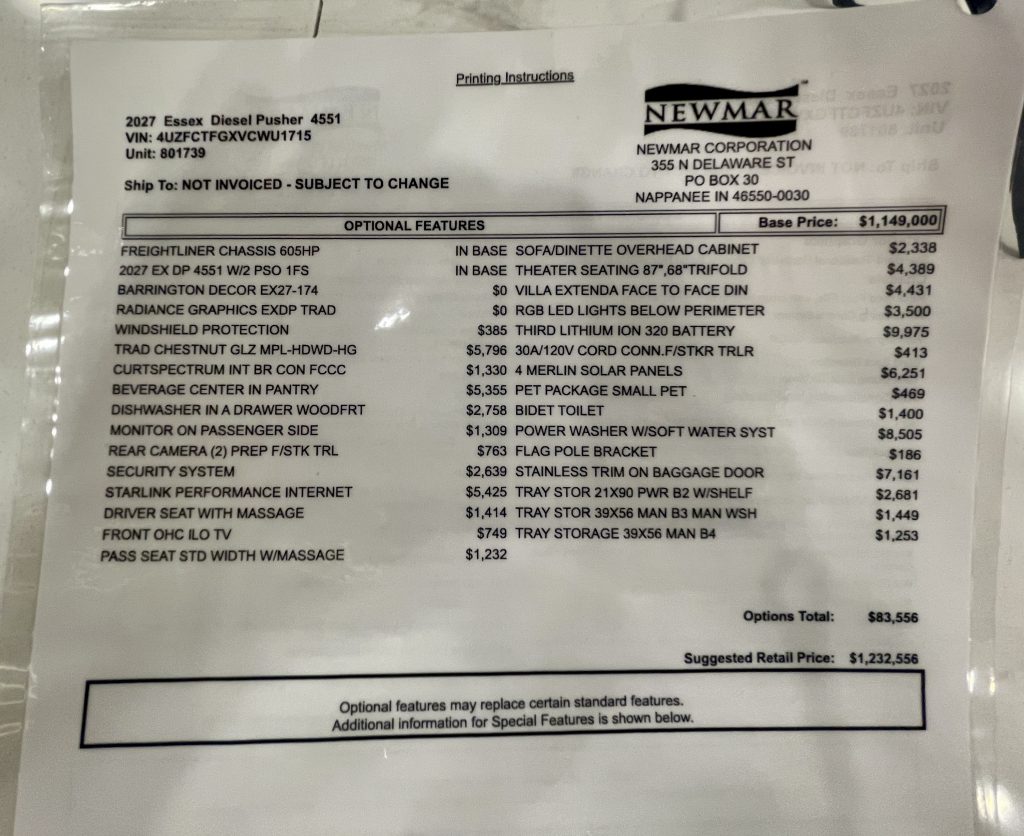 Printing Instructions
2027 Essex Diesel Pusher 4551
VIN: 4UZFCTFGXVCWU1715
Unit: 801739
Ship To: NOT INVOICED - SUBJECT TO CHANGE
NEWMAR™
NEWMAR CORPORATION
355 N DELAWARE ST
PO BOX 30
NAPPANEE IN 46550-0030
OPTIONAL FEATURES Base Price: $1,149,000
FREIGHTLINER CHASSIS 605HP IN BASE SOFA/DINETTE OVERHEAD CABINET $2,338
2027 EX DP 4551 W/2 PSO 1FS IN BASE THEATER SEATING 87",68"TRIFOLD $4,389
BARRINGTON DECOR EX27-174 $0 VILLA EXTENDA FACE TO FACE DIN $4,431
RADIANCE GRAPHICS EXDP TRAD $0 RGB LED LIGHTS BELOW PERIMETER $3,500
WINDSHIELD PROTECTION $385 THIRD LITHIUM ION 320 BATTERY $9,975
TRAD CHESTNUT GLZ MPL-HDWD-HG $5,796 30A/120V CORD CONN.F/STKR TRLR $413
CURTSPECTRUM INT BR CON FCCC $1,330 4 MERLIN SOLAR PANELS $6,251
BEVERAGE CENTER IN PANTRY $5,355 PET PACKAGE SMALL PET $469
DISHWASHER IN A DRAWER WOODFRT $2,758 BIDET TOILET $1,400
MONITOR ON PASSENGER SIDE $1,309 POWER WASHER W/SOFT WATER SYST $8,505
REAR CAMERA (2) PREP F/STK TRL $763 FLAG POLE BRACKET $186
SECURITY SYSTEM $2,639 STAINLESS TRIM ON BAGGAGE DOOR $7,161
STARLINK PERFORMANCE INTERNET $5,425 TRAY STOR 21X90 PWR B2 W/SHELF $2,681
DRIVER SEAT WITH MASSAGE $1,414 TRAY STOR 39X56 MAN B3 MAN WSH $1,449
FRONT OHC ILO TV $749 TRAY STORAGE 39X56 MAN B4 $1,253
PASS SEAT STD WIDTH W/MASSAGE $1,232
Options Total: $83,556
Suggested Retail Price: $1,232,556
Optional features may replace certain standard features.
Additional information for Special Features is shown below.